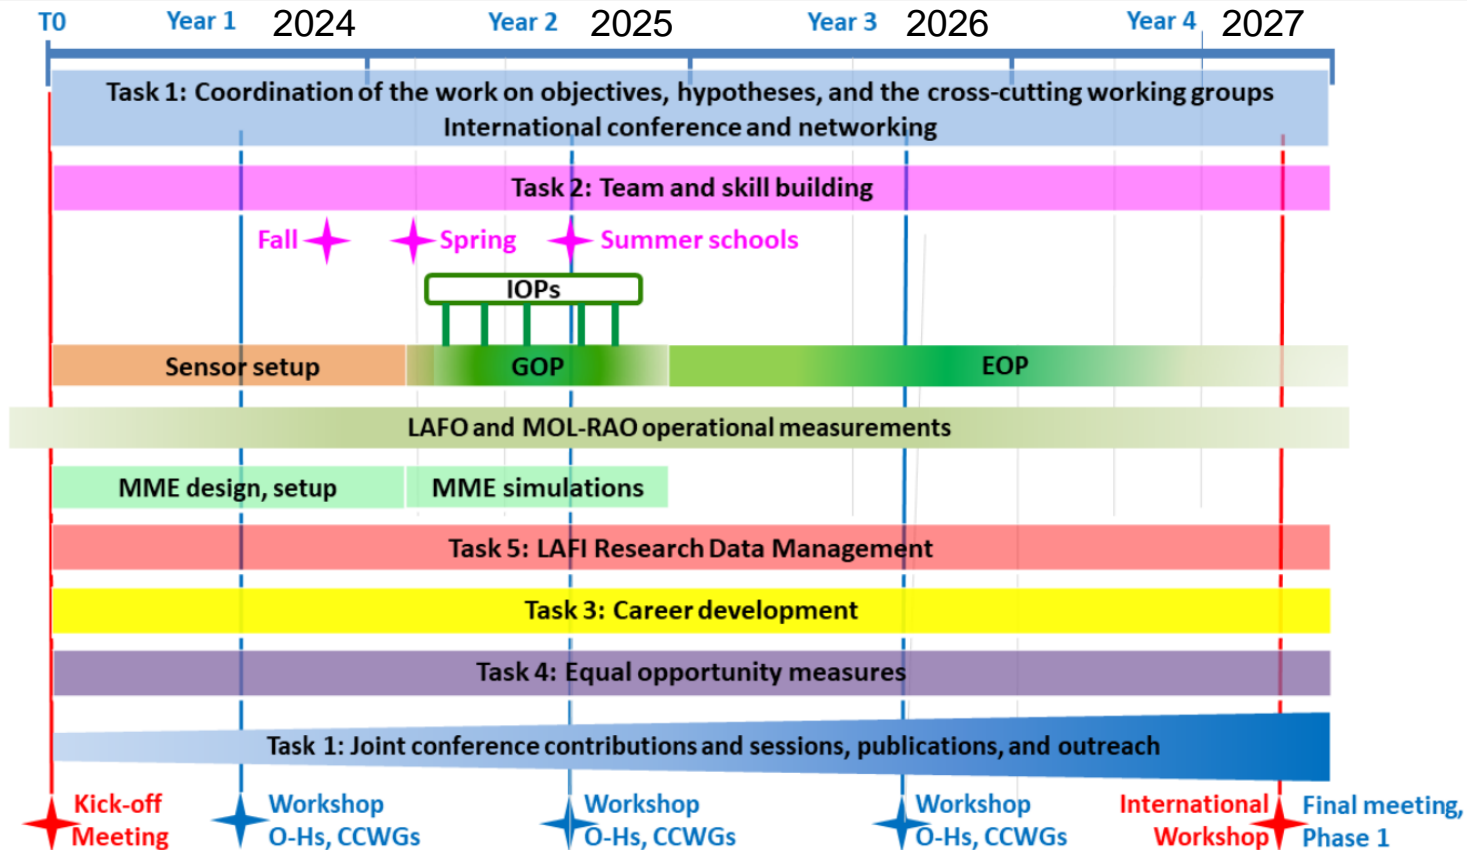 T0 Year 1 2024 Year 2 2025 Year 3 2026 Year 4 2027
Task 1: Coordination of the work on objectives, hypotheses, and the cross-cutting working groups
International conference and networking
Task 2: Team and skill building
Fall Spring Summer schools
IOPs
Sensor setup GOP EOP
LAFO and MOL-RAO operational measurements
MME design, setup MME simulations
Task 5: LAFI Research Data Management
Task 3: Career development
Task 4: Equal opportunity measures
Task 1: Joint conference contributions and sessions, publications, and outreach
Kick-off
Meeting
Workshop
O-Hs, CCWGs
Workshop
O-Hs, CCWGs
Workshop
O-Hs, CCWGs
International
Workshop
Final meeting,
Phase 1